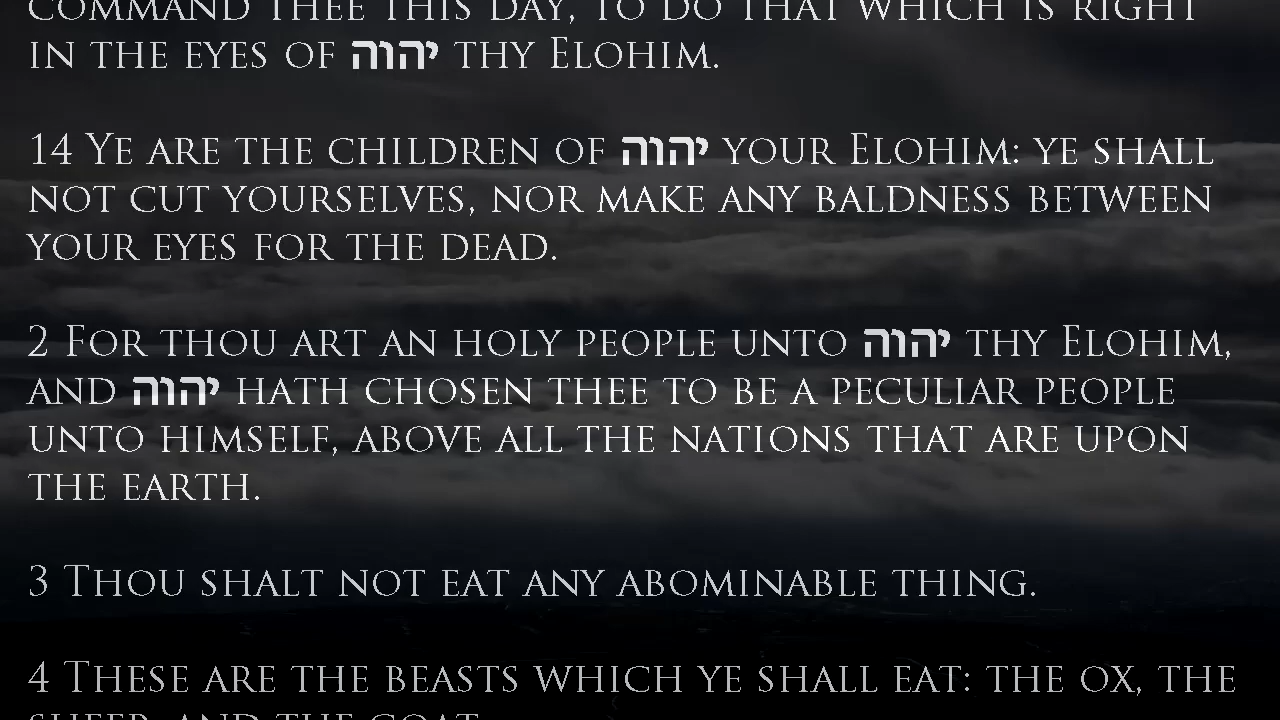 COMMAND THEE THIS DAY, TO DO THAT WHICH IS RIGHT
IN THE EYES OF יהוה THY ELOHIM.
14 YE ARE THE CHILDREN OF יהוה YOUR ELOHIM: YE SHALL
NOT CUT YOURSELVES, NOR MAKE ANY BALDNESS BETWEEN
YOUR EYES FOR THE DEAD.
2 FOR THOU ART AN HOLY PEOPLE UNTO יהוה THY ELOHIM,
AND יהוה HATH CHOSEN THEE TO BE A PECULIAR PEOPLE
UNTO HIMSELF, ABOVE ALL THE NATIONS THAT ARE UPON
THE EARTH.
3 THOU SHALT NOT EAT ANY ABOMINABLE THING.
4 THESE ARE THE BEASTS WHICH YE SHALL EAT: THE OX, THE
SHEEP, AND THE GOAT,